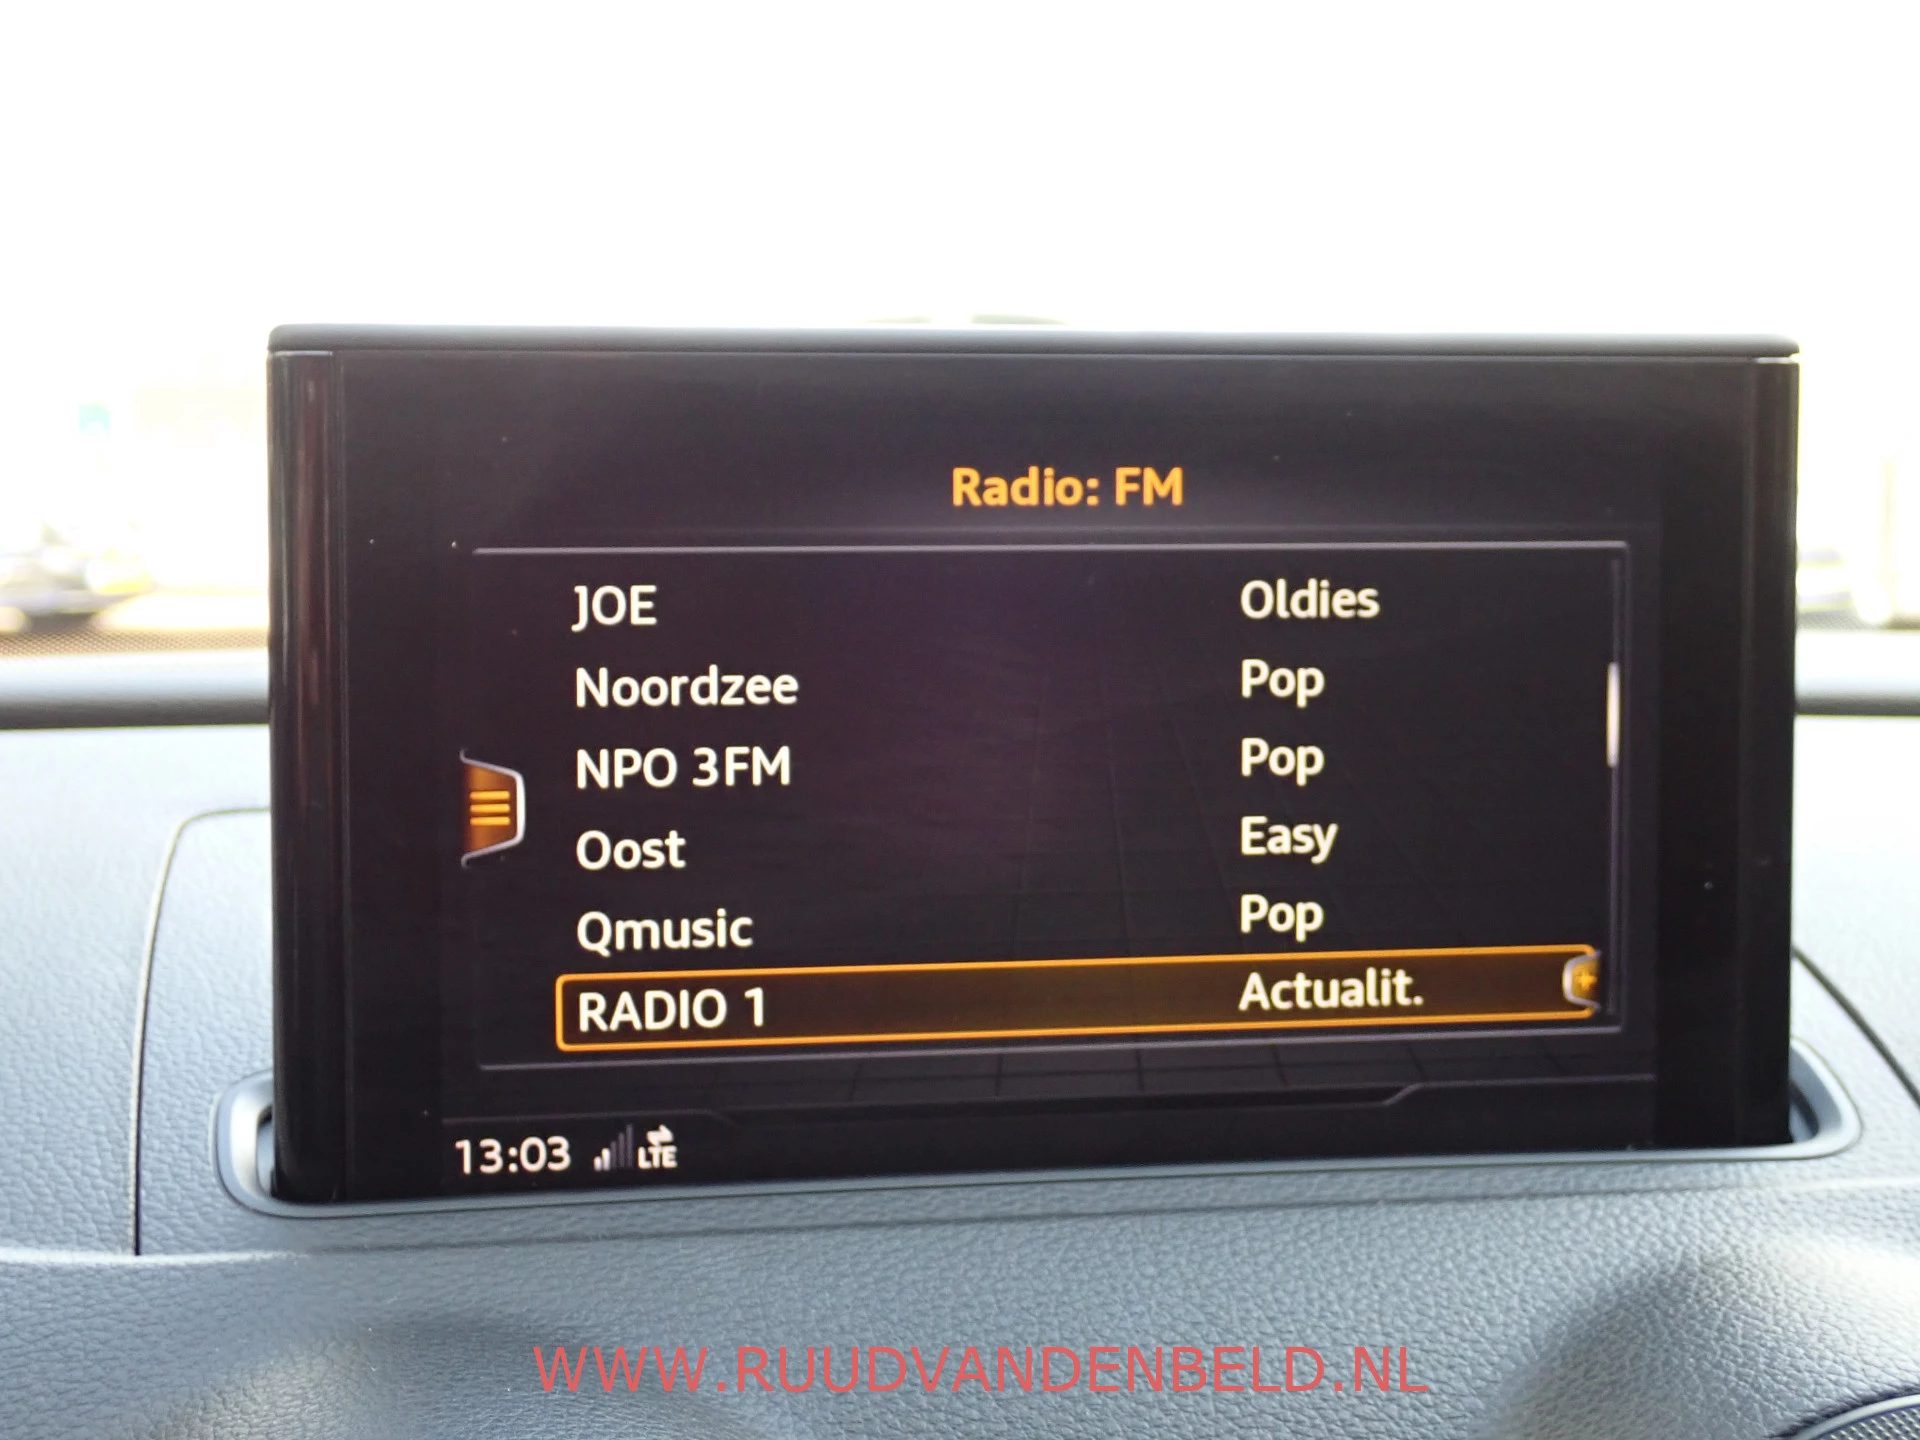 Radio: FM
JOE Oldies
Noordzee Pop
NPO 3FM Pop
Oost Easy
Qmusic Pop
RADIO 1 Actualit.
13:03 LTE
WWW.RUUDVANDENBELD.NL